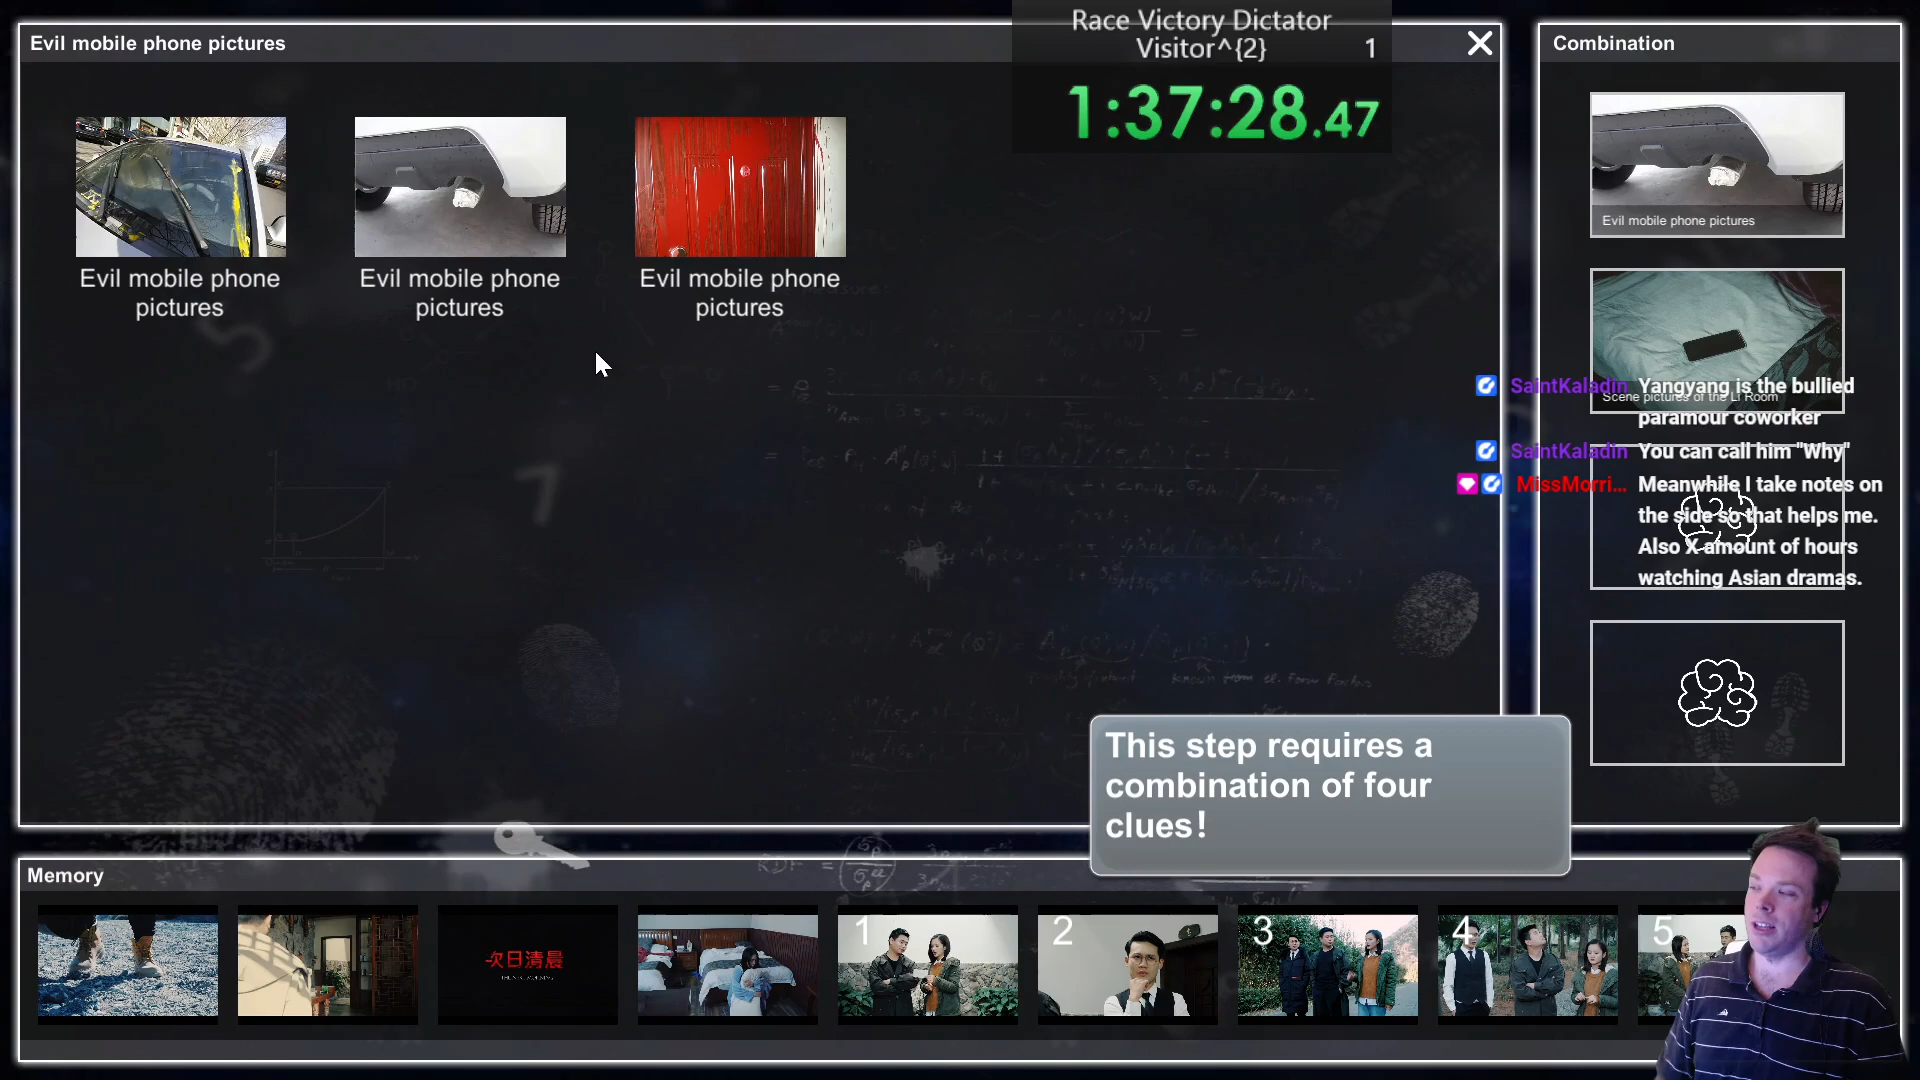 Evil mobile phone pictures
Race Victory Dictator
Visitor^{2} 1
1:37:28.47
Combination
Evil mobile phone
pictures
Evil mobile phone
pictures
Evil mobile phone
pictures
Evil mobile phone pictures
Scene pictures of the Li Room
SaintKaladin Yangyang is the bullied
paramour coworker
SaintKaladin You can call him "Why"
MissMorri... Meanwhile I take notes on
the side so that helps me.
Also X amount of hours
watching Asian dramas.
This step requires a
combination of four
clues!
Memory
次日清晨
1
2
3
4
5